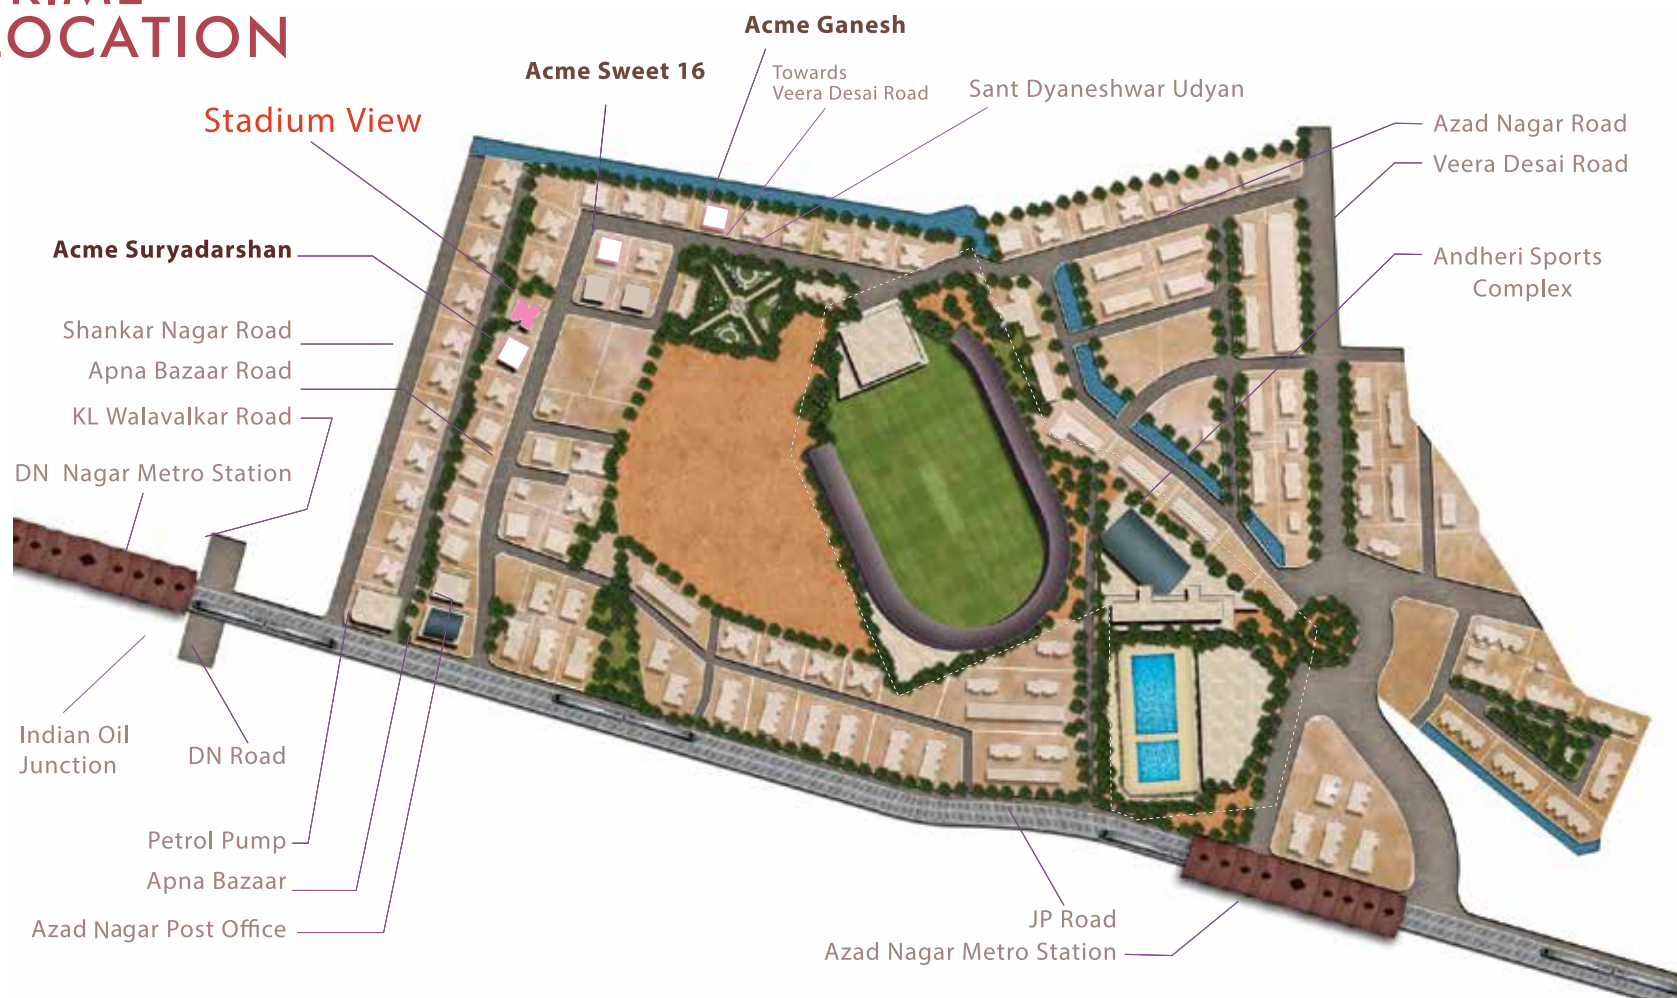 LOCATION
Acme Ganesh
Acme Sweet 16
Towards
Veera Desai Road
Sant Dyaneshwar Udyan
Stadium View
Azad Nagar Road
Veera Desai Road
Acme Suryadarshan
Andheri Sports
Complex
Shankar Nagar Road
Apna Bazaar Road
KL Walavalkar Road
DN Nagar Metro Station
Indian Oil
Junction
DN Road
Petrol Pump
Apna Bazaar
Azad Nagar Post Office
JP Road
Azad Nagar Metro Station